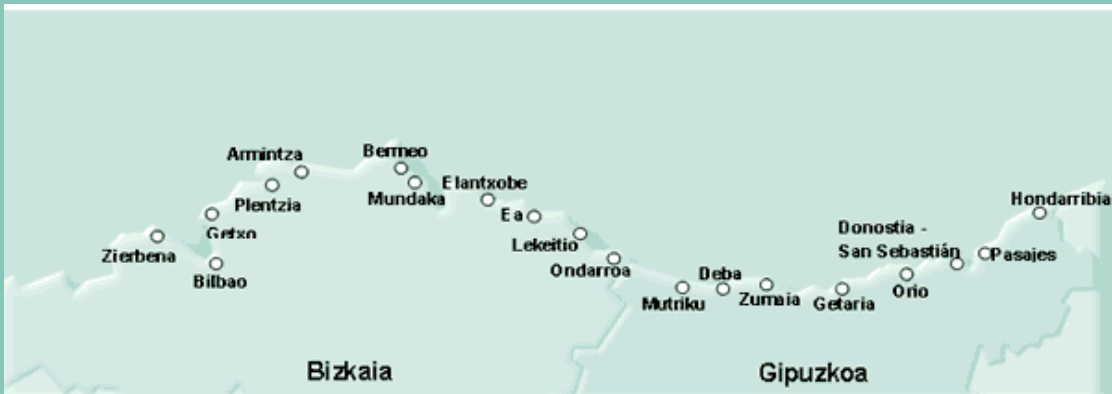 Armintza
Bermeo
Plentzia
Mundaka
Elantxobe
Getxo
Ea
Zierbena
Bilbao
Lekeitio
Ondarroa
Mutriku
Deba
Zumaia
Getaria
Orio
Donostia -
San Sebastián
Pasajes
Hondarribia
Bizkaia
Gipuzkoa